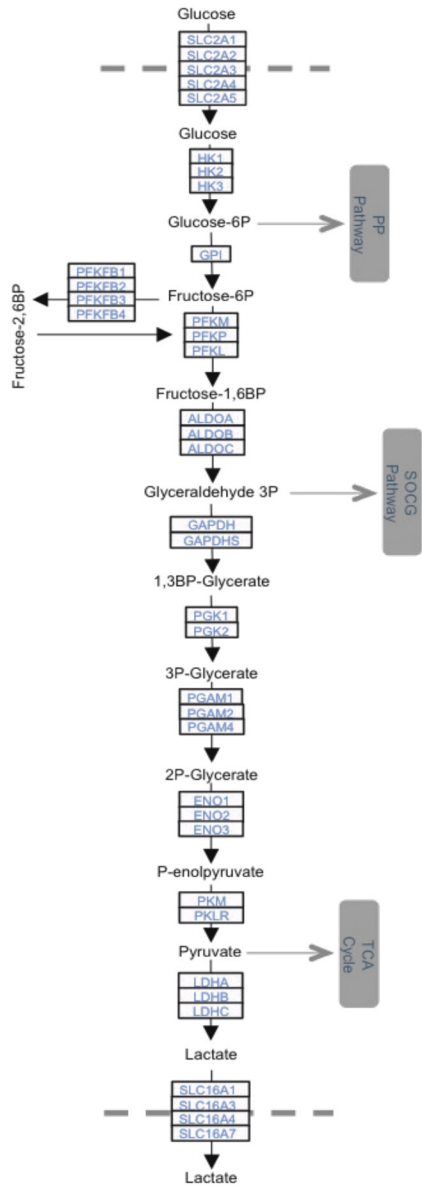 Glucose
SLC2A1
SLC2A2
SLC2A3
SLC2A4
SLC2A5
Glucose
HK1
HK2
HK3
Glucose-6P
PP
Pathway
GPI
PFKFB1
PFKFB2
PFKFB3
PFKFB4
Fructose-6P
Fructose-2,6BP
PFKM
PFKP
PFKL
Fructose-1,6BP
ALDOA
ALDOB
ALDOC
Glyceraldehyde 3P
SOCG
Pathway
GAPDH
GAPDHS
1,3BP-Glycerate
PGK1
PGK2
3P-Glycerate
PGAM1
PGAM2
PGAM4
2P-Glycerate
ENO1
ENO2
ENO3
P-enolpyruvate
PKM
PKLR
Pyruvate
TCA
Cycle
LDHA
LDHB
LDHC
Lactate
SLC16A1
SLC16A3
SLC16A4
SLC16A7
Lactate